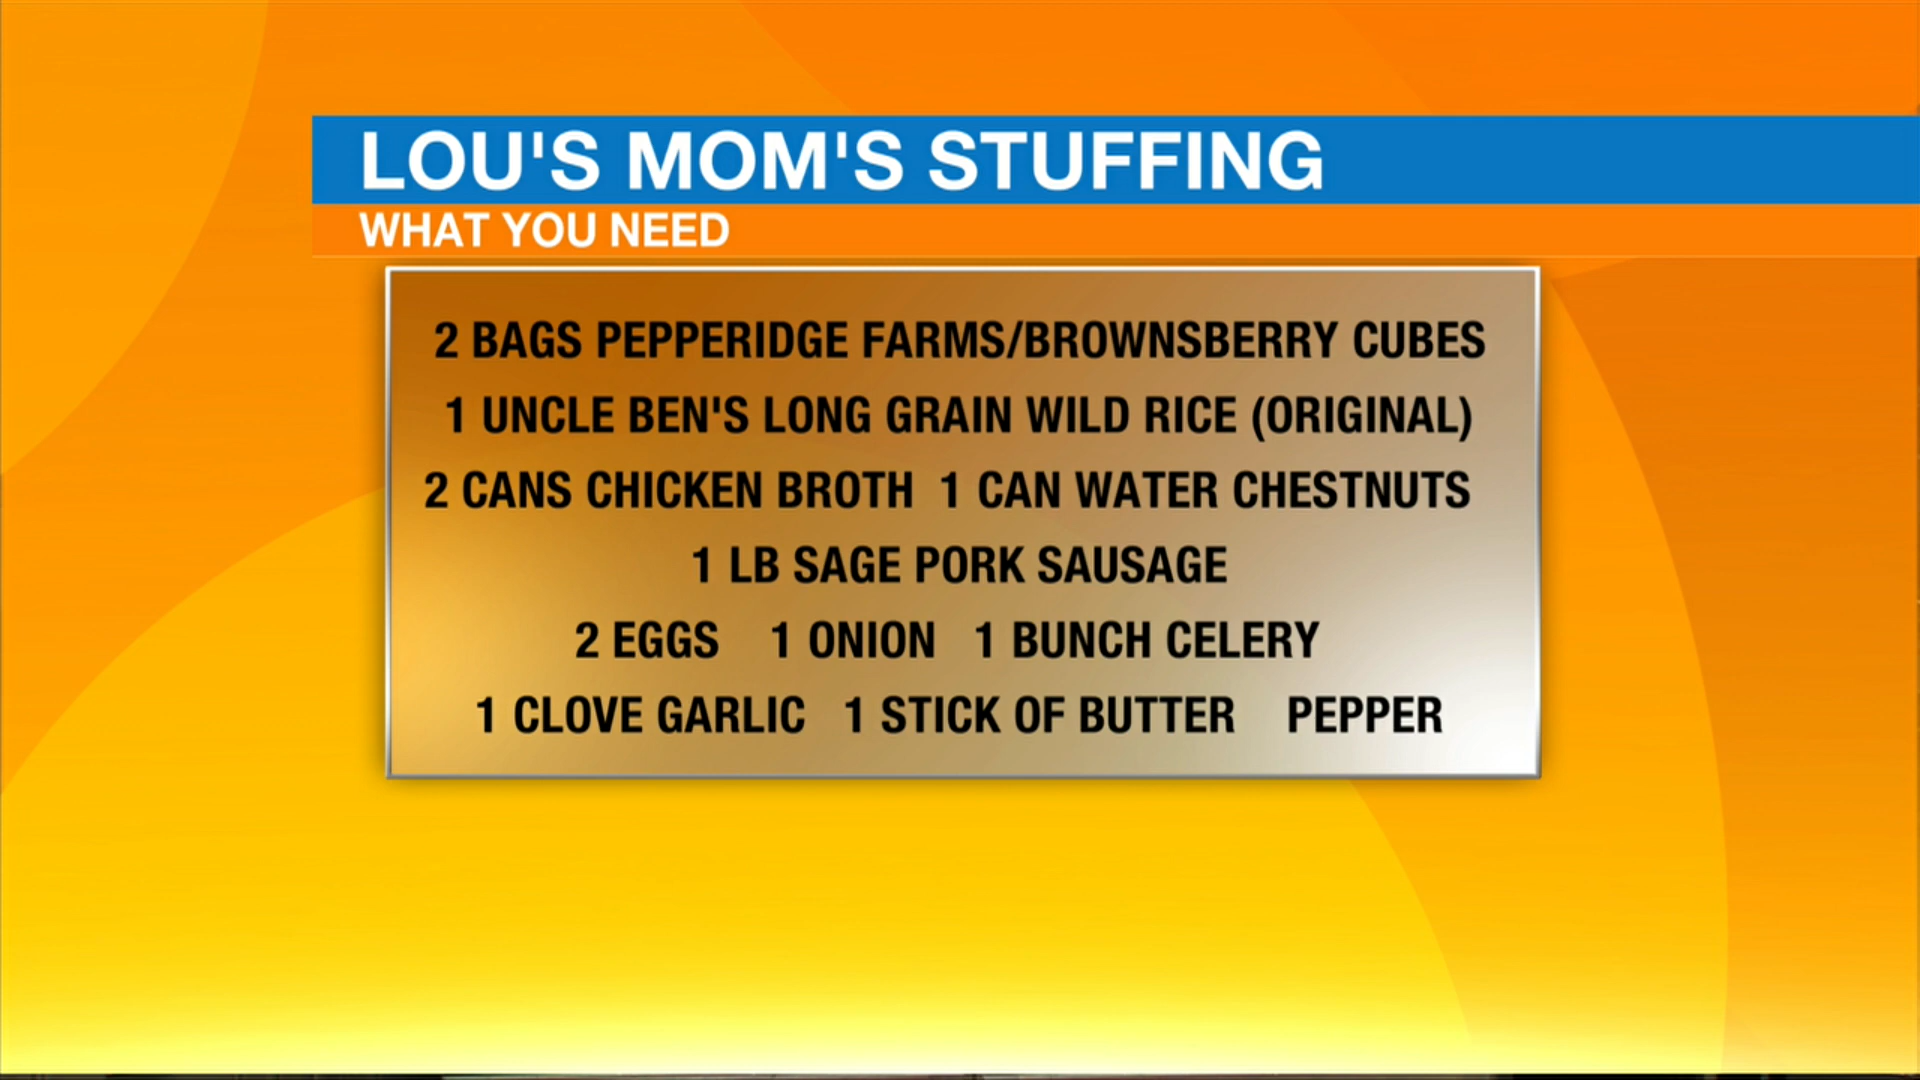 LOU'S MOM'S STUFFING
WHAT YOU NEED
2 BAGS PEPPERIDGE FARMS/BROWNSBERRY CUBES
1 UNCLE BEN'S LONG GRAIN WILD RICE (ORIGINAL)
2 CANS CHICKEN BROTH 1 CAN WATER CHESTNUTS
1 LB SAGE PORK SAUSAGE
2 EGGS 1 ONION 1 BUNCH CELERY
1 CLOVE GARLIC 1 STICK OF BUTTER PEPPER